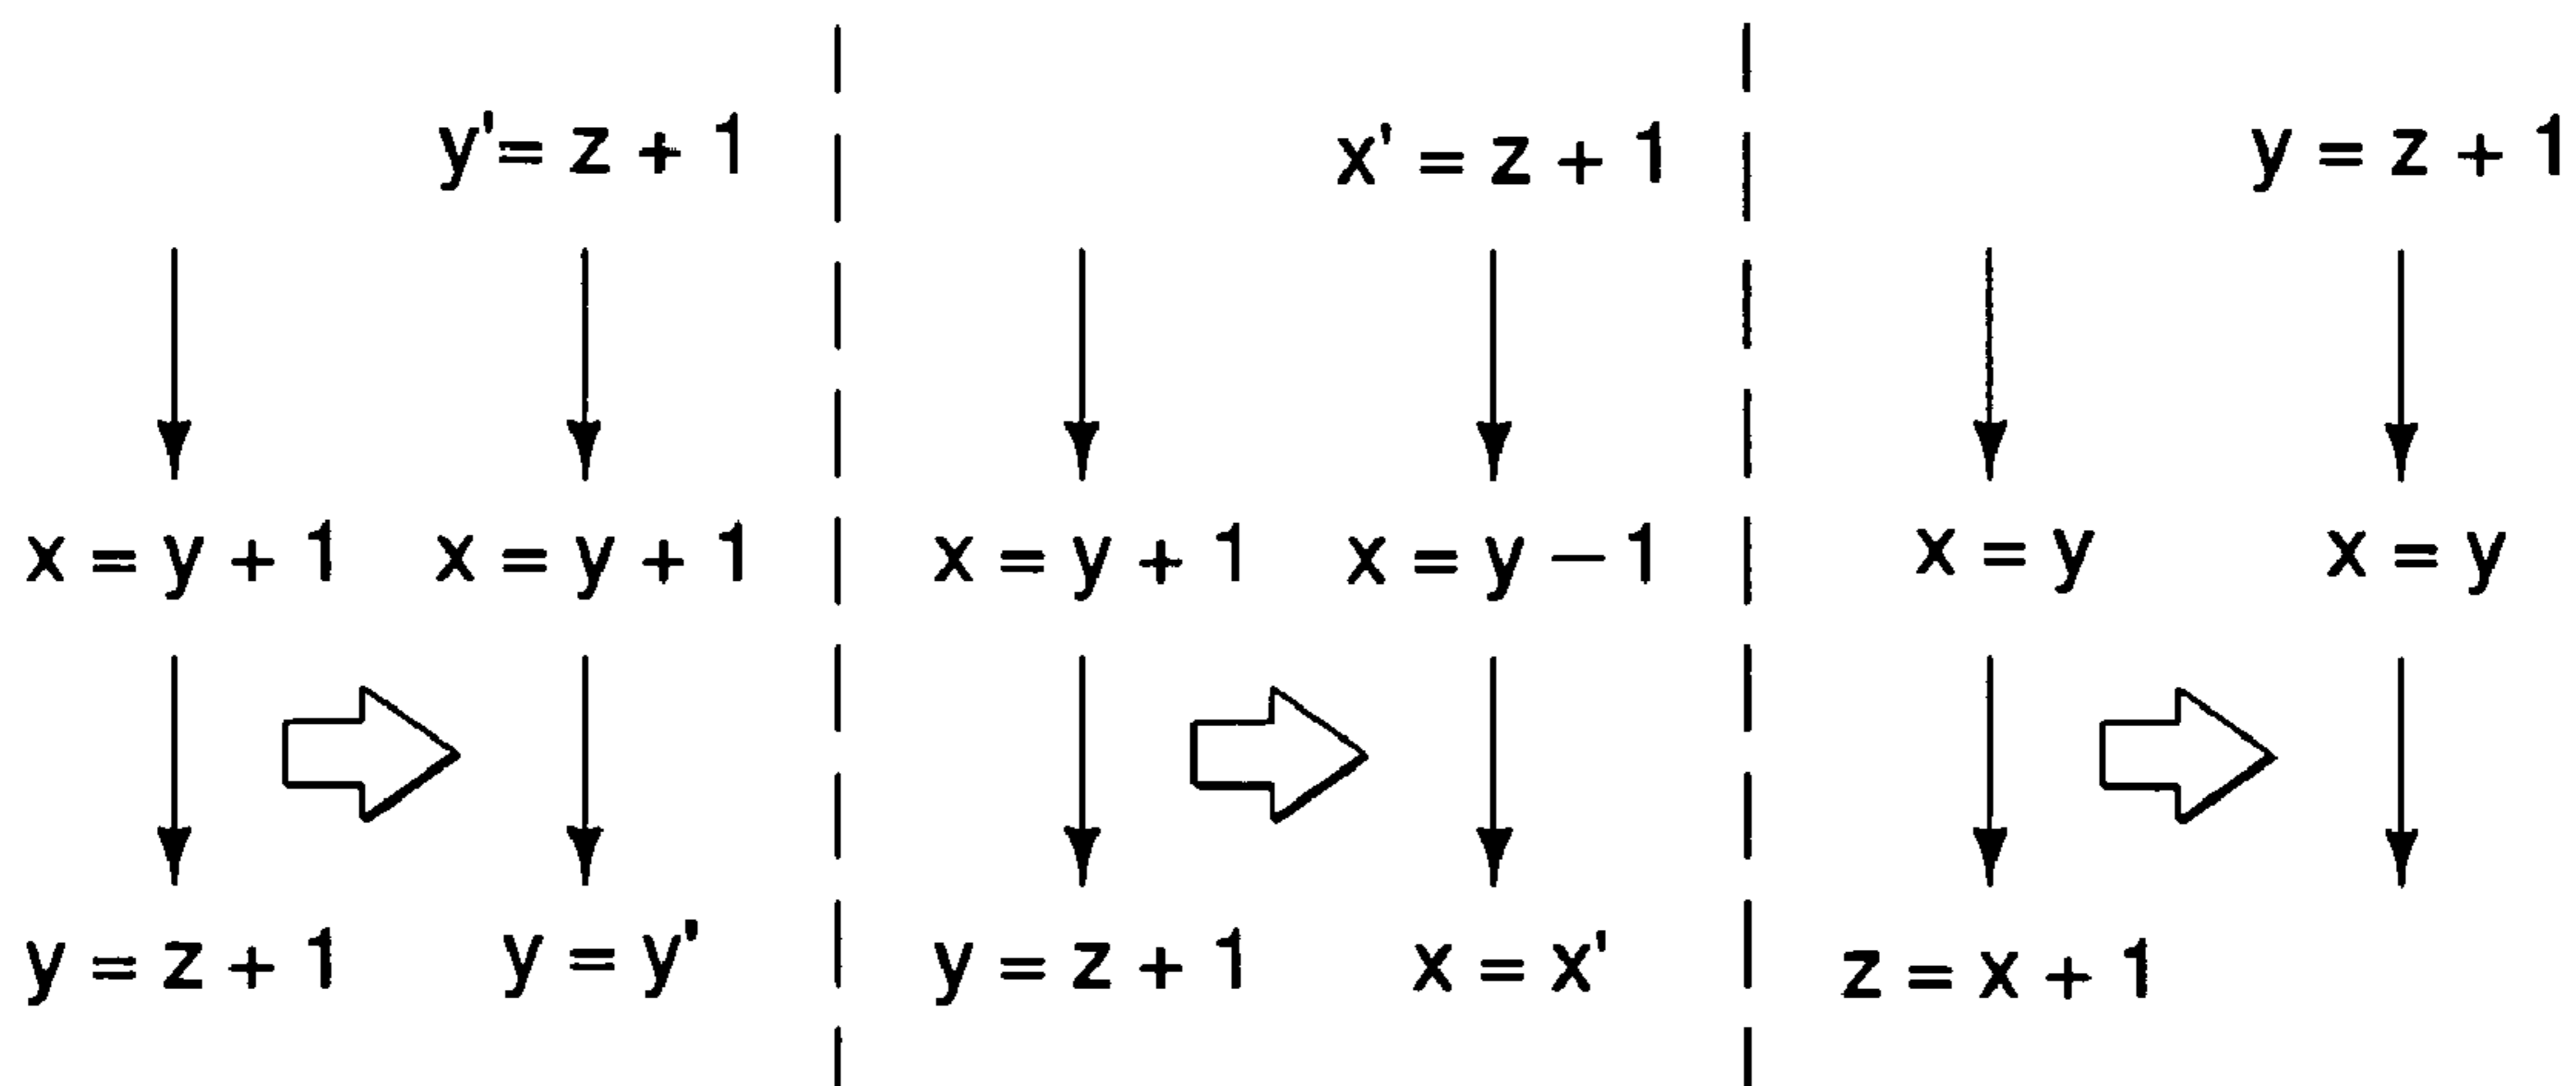 y'= z + 1
x' = z + 1
y = z + 1
x = y + 1
x = y + 1
x = y + 1
x = y − 1
x = y
x = y
y = z + 1
y = y'
y = z + 1
x = x'
z = x + 1